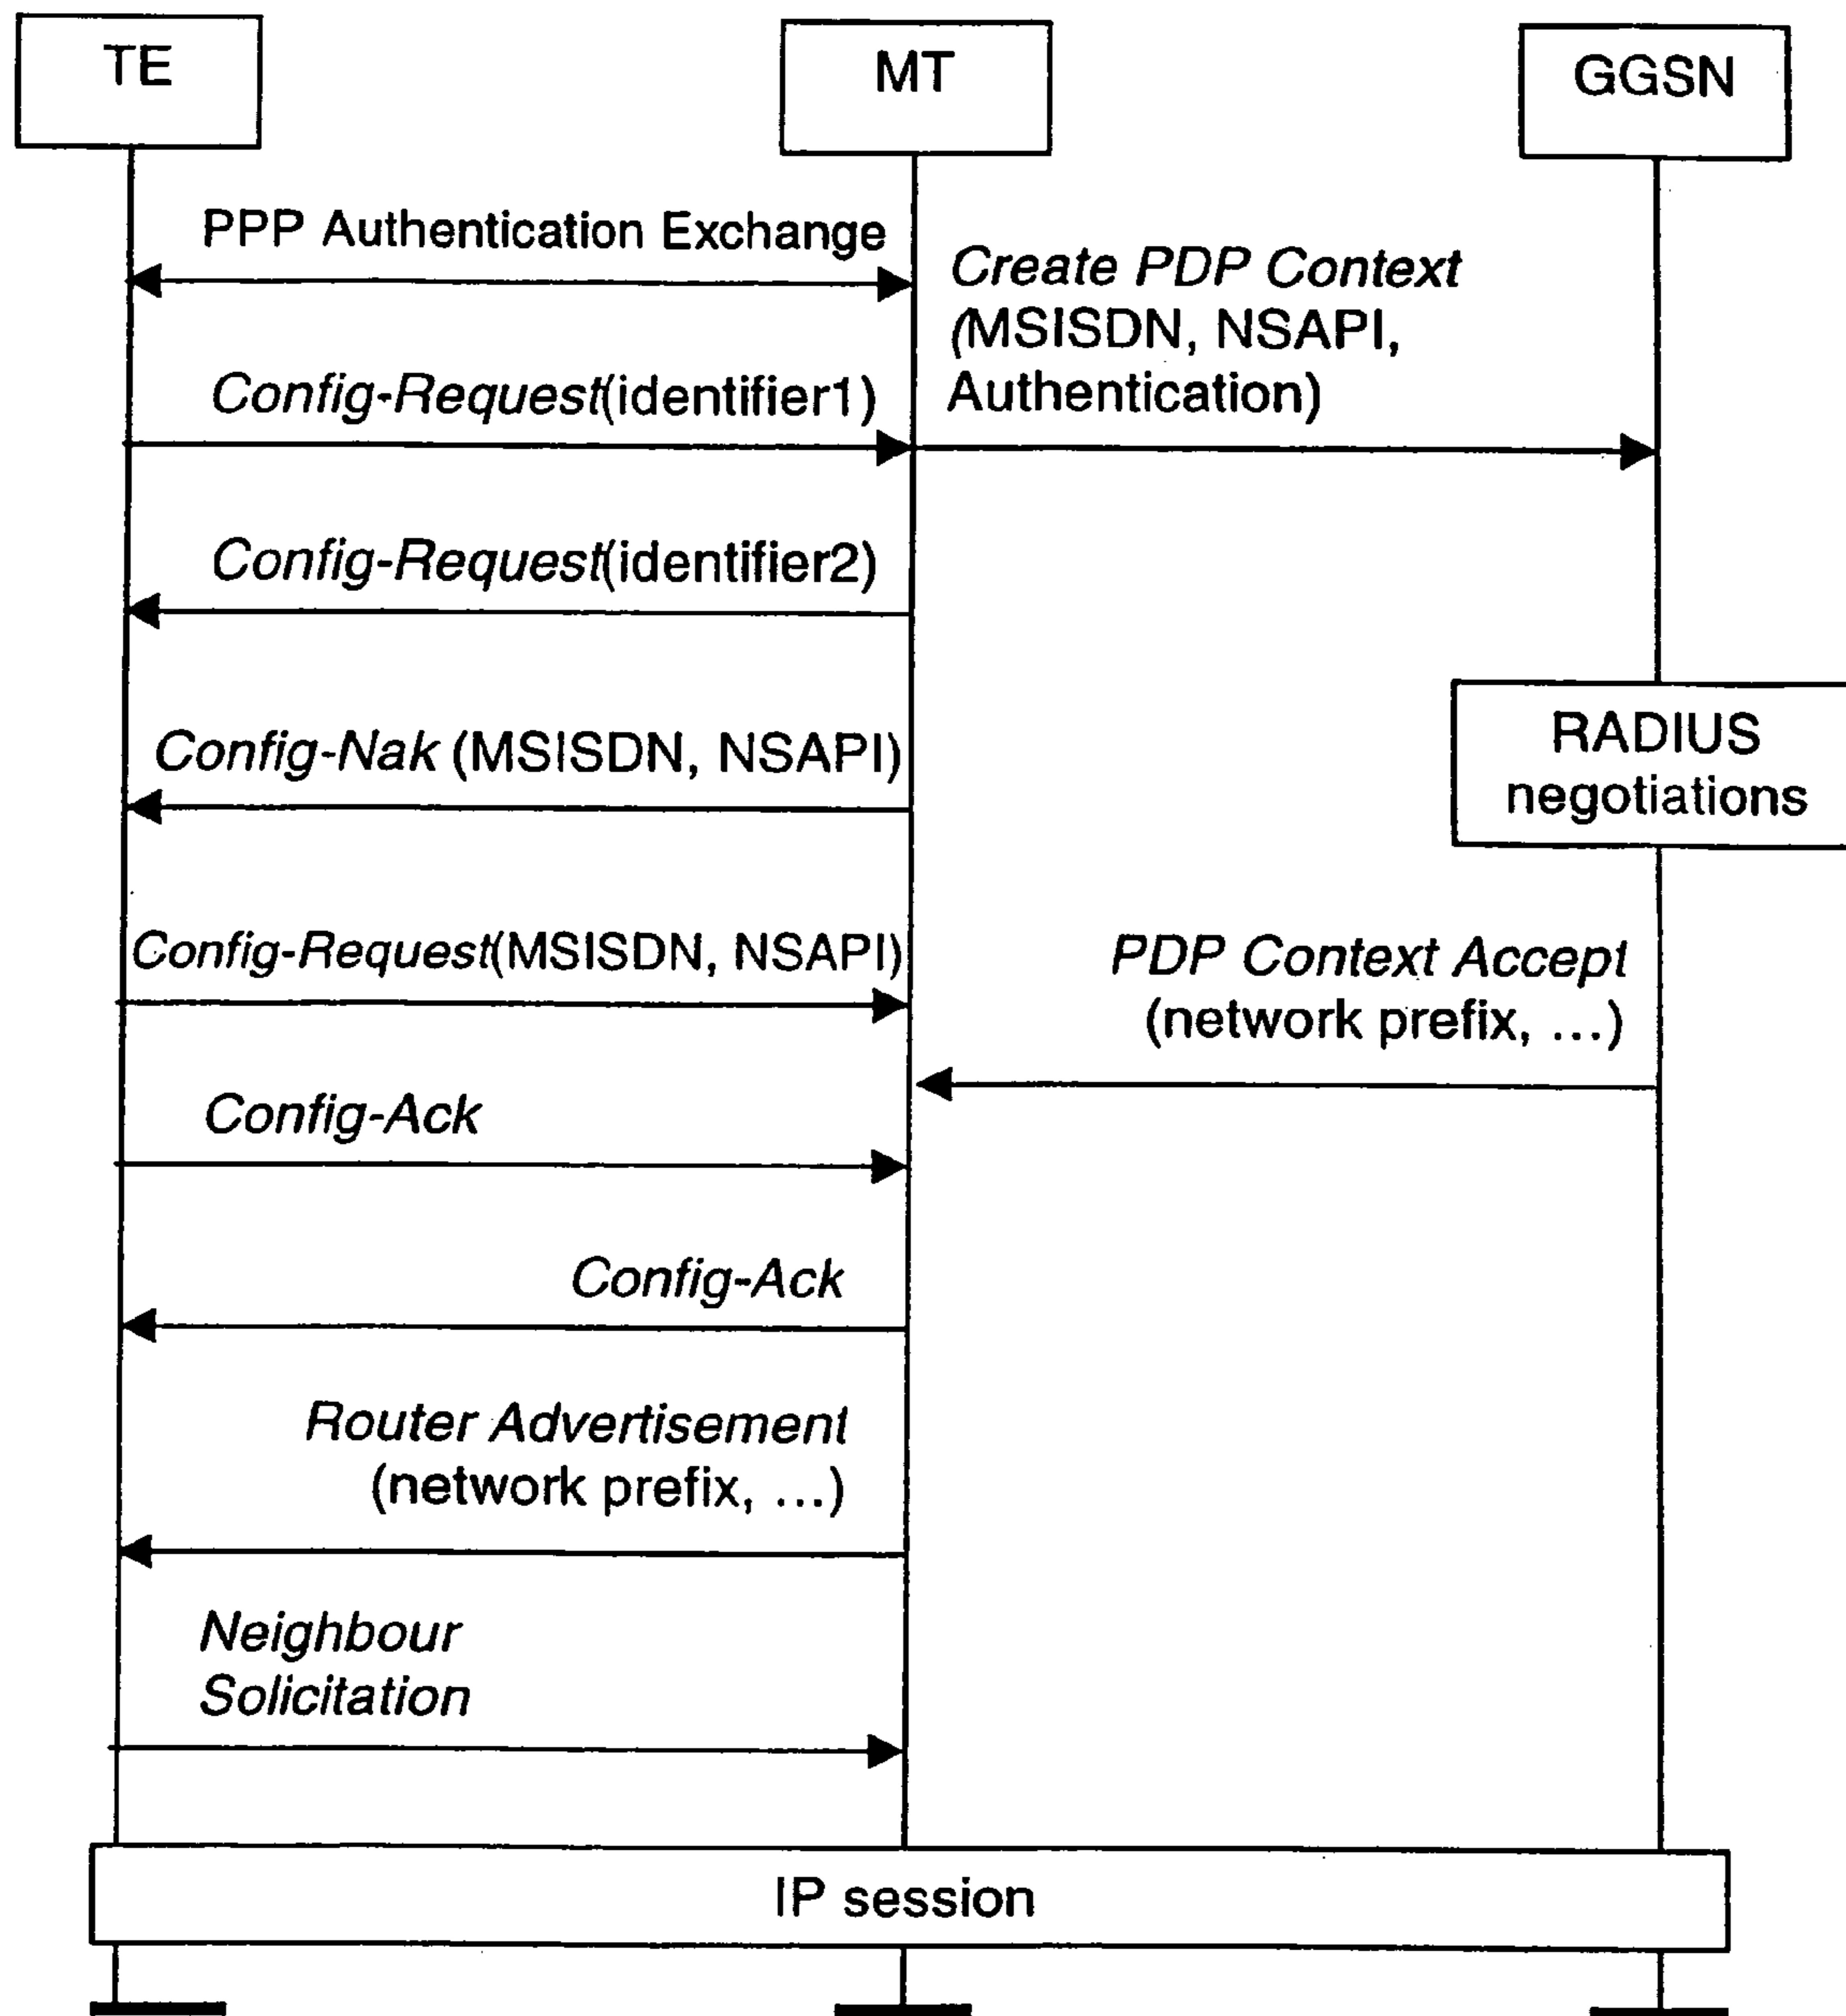 TE
MT
GGSN
PPP Authentication Exchange
Create PDP Context
(MSISDN, NSAPI,
Authentication)
Config-Request(identifier1)
Config-Request(identifier2)
RADIUS
negotiations
Config-Nak (MSISDN, NSAPI)
Config-Request(MSISDN, NSAPI)
PDP Context Accept
(network prefix, ...)
Config-Ack
Config-Ack
Router Advertisement
(network prefix, ...)
Neighbour
Solicitation
IP session